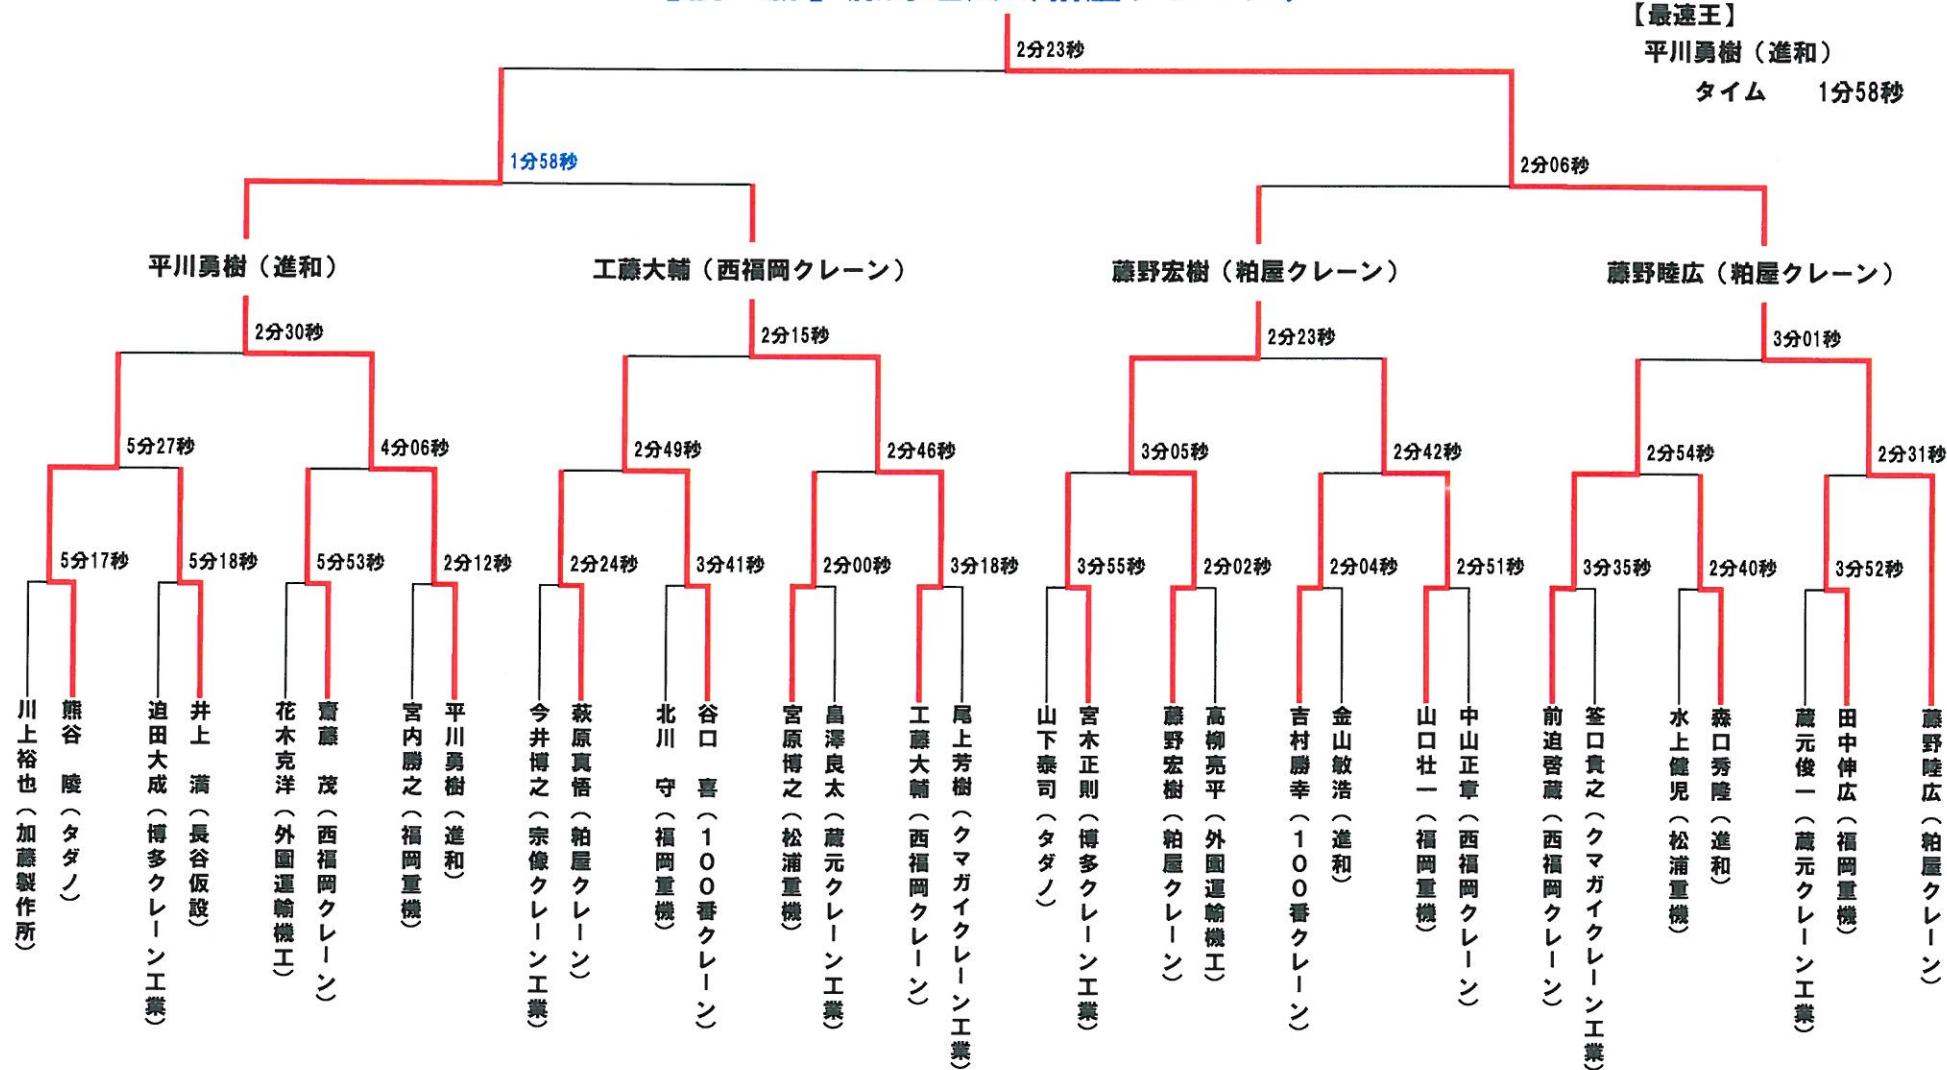 【最速王】
平川勇樹（進和）
タイム　1分58秒
2分23秒
1分58秒
2分06秒
平川勇樹（進和）
工藤大輔（西福岡クレーン）
藤野宏樹（粕屋クレーン）
藤野睦広（粕屋クレーン）
2分30秒
2分15秒
2分23秒
3分01秒
5分27秒
4分06秒
2分49秒
2分46秒
3分05秒
2分42秒
2分54秒
2分31秒
5分17秒
5分18秒
5分53秒
2分12秒
2分24秒
3分41秒
2分00秒
3分18秒
3分55秒
2分02秒
2分04秒
2分51秒
3分35秒
2分40秒
3分52秒
川上裕也（加藤製作所）
熊谷　陵（タダノ）
迫田大成（博多クレーン工業）
井上　満（長谷仮設）
花木克洋（外園運輸機工）
齋藤　茂（西福岡クレーン）
宮内勝之（福岡重機）
平川勇樹（進和）
今井博之（宗像クレーン工業）
萩原真悟（粕屋クレーン）
北川　守（福岡重機）
谷口　喜（１００番クレーン）
宮原博之（松浦重機）
畠澤良太（蔵元クレーン工業）
工藤大輔（西福岡クレーン）
尾上芳樹（クマガイクレーン工業）
山下泰司（タダノ）
宮木正則（博多クレーン工業）
藤野宏樹（粕屋クレーン）
高柳亮平（外園運輸機工）
吉村勝幸（１００番クレーン）
金山敏浩（進和）
山口壮一（福岡重機）
中山正章（西福岡クレーン）
前迫啓蔵（西福岡クレーン）
筌口貴之（クマガイクレーン工業）
水上健児（松浦重機）
森口秀隆（進和）
蔵元俊一（蔵元クレーン工業）
田中伸広（福岡重機）
藤野睦広（粕屋クレーン）